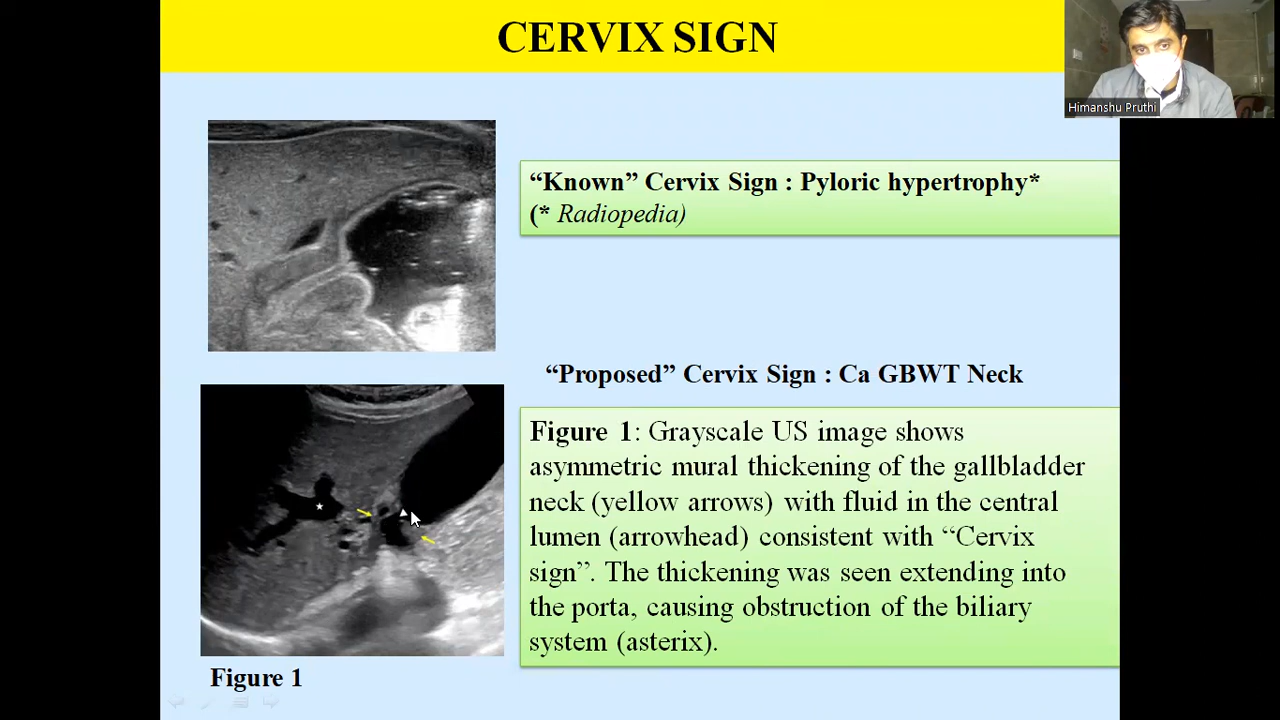 CERVIX SIGN
Himanshu Pruthi
“Known” Cervix Sign : Pyloric hypertrophy*
(* Radiopedia)
“Proposed” Cervix Sign : Ca GBWT Neck
Figure 1: Grayscale US image shows
asymmetric mural thickening of the gallbladder
neck (yellow arrows) with fluid in the central
lumen (arrowhead) consistent with “Cervix
sign”. The thickening was seen extending into
the porta, causing obstruction of the biliary
system (asterix).
Figure 1